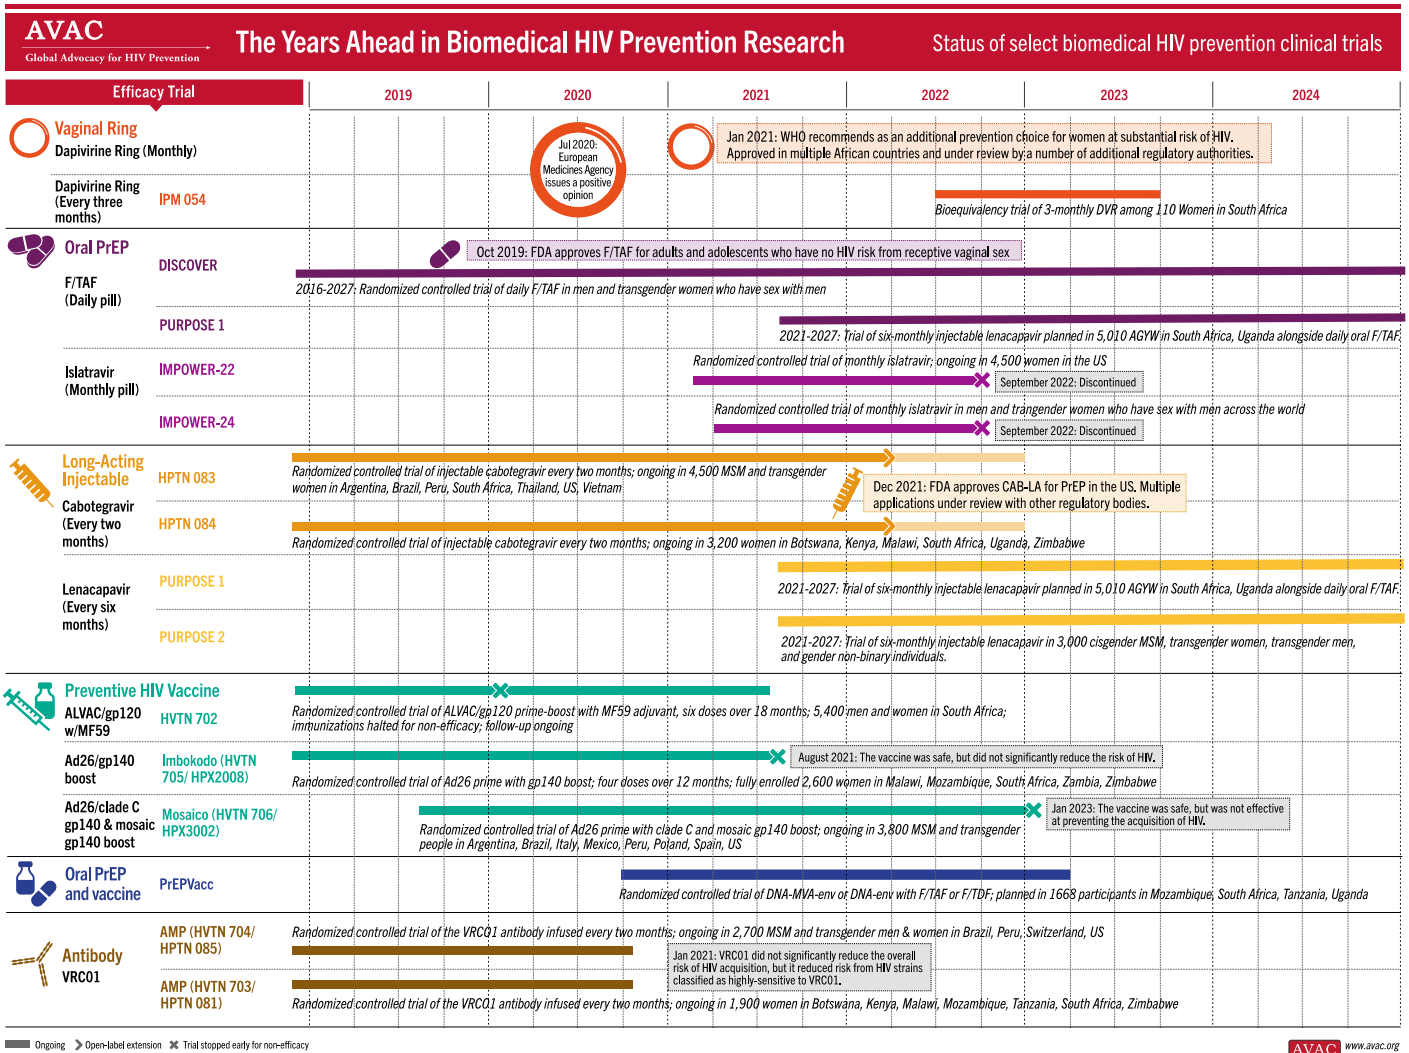 AVAC
Global Advocacy for HIV Prevention
The Years Ahead in Biomedical HIV Prevention Research
Status of select biomedical HIV prevention clinical trials
Efficacy Trial
2019
2020
2021
2022
2023
2024
Vaginal Ring
Dapivirine Ring (Monthly)
Jul 2020:
European
Medicines Agency
issues a positive
opinion
Jan 2021: WHO recommends as an additional prevention choice for women at substantial risk of HIV.
Approved in multiple African countries and under review by a number of additional regulatory authorities.
Dapivirine Ring
(Every three
months)
IPM 054
Bioequivalency trial of 3-monthly DVR among 110 Women in South Africa
Oral PrEP
F/TAF
(Daily pill)
DISCOVER
Oct 2019: FDA approves F/TAF for adults and adolescents who have no HIV risk from receptive vaginal sex
2016-2027: Randomized controlled trial of daily F/TAF in men and transgender women who have sex with men
PURPOSE 1
2021-2027: Trial of six-monthly injectable lenacapavir planned in 5,010 AGYW in South Africa, Uganda alongside daily oral F/TAF.
Islatravir
(Monthly pill)
IMPOWER-22
Randomized controlled trial of monthly islatravir; ongoing in 4,500 women in the US
September 2022: Discontinued
IMPOWER-24
Randomized controlled trial of monthly islatravir in men and trangender women who have sex with men across the world
September 2022: Discontinued
Long-Acting
Injectable
Cabotegravir
(Every two
months)
HPTN 083
Randomized controlled trial of injectable cabotegravir every two months; ongoing in 4,500 MSM and transgender
women in Argentina, Brazil, Peru, South Africa, Thailand, US, Vietnam
Dec 2021: FDA approves CAB-LA for PrEP in the US. Multiple
applications under review with other regulatory bodies.
HPTN 084
Randomized controlled trial of injectable cabotegravir every two months; ongoing in 3,200 women in Botswana, Kenya, Malawi, South Africa, Uganda, Zimbabwe
Lenacapavir
(Every six
months)
PURPOSE 1
2021-2027: Trial of six-monthly injectable lenacapavir planned in 5,010 AGYW in South Africa, Uganda alongside daily oral F/TAF.
PURPOSE 2
2021-2027: Trial of six-monthly injectable lenacapavir in 3,000 cisgender MSM, transgender women, transgender men,
and gender non-binary individuals.
Preventive HIV Vaccine
ALVAC/gp120
w/MF59
HVTN 702
Randomized controlled trial of ALVAC/gp120 prime-boost with MF59 adjuvant, six doses over 18 months; 5,400 men and women in South Africa;
immunizations halted for non-efficacy; follow-up ongoing
Ad26/gp140
boost
Imbokodo (HVTN
705/ HPX2008)
August 2021: The vaccine was safe, but did not significantly reduce the risk of HIV.
Randomized controlled trial of Ad26 prime with gp140 boost; four doses over 12 months; fully enrolled 2,600 women in Malawi, Mozambique, South Africa, Zambia, Zimbabwe
Ad26/clade C
gp140 & mosaic
gp140 boost
Mosaico (HVTN 706/
HPX3002)
Jan 2023: The vaccine was safe, but was not effective
at preventing the acquisition of HIV.
Randomized controlled trial of Ad26 prime with clade C and mosaic gp140 boost; ongoing in 3,800 MSM and transgender
people in Argentina, Brazil, Italy, Mexico, Peru, Poland, Spain, US
Oral PrEP
and vaccine
PrEPVacc
Randomized controlled trial of DNA-MVA-env or DNA-env with F/TAF or F/TDF; planned in 1668 participants in Mozambique, South Africa, Tanzania, Uganda
Antibody
VRC01
AMP (HVTN 704/
HPTN 085)
Randomized controlled trial of the VRC01 antibody infused every two months; ongoing in 2,700 MSM and transgender men & women in Brazil, Peru, Switzerland, US
Jan 2021: VRC01 did not significantly reduce the overall
risk of HIV acquisition, but it reduced risk from HIV strains
classified as highly-sensitive to VRC01.
AMP (HVTN 703/
HPTN 081)
Randomized controlled trial of the VRC01 antibody infused every two months; ongoing in 1,900 women in Botswana, Kenya, Malawi, Mozambique, Tanzania, South Africa, Zimbabwe
Ongoing
Open-label extension
Trial stopped early for non-efficacy
AVAC
www.avac.org